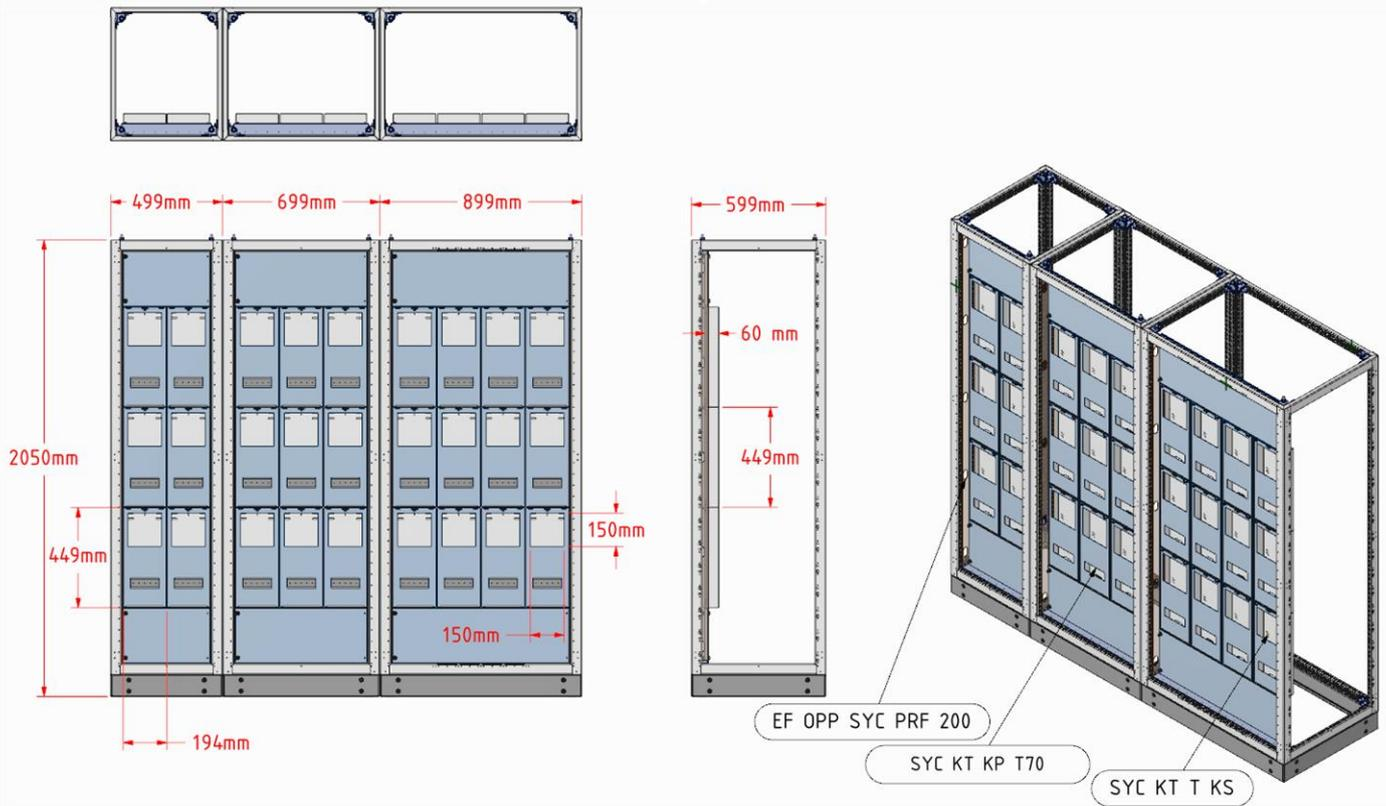 499mm
699mm
899mm
599mm
60 mm
2050mm
449mm
449mm
150mm
150mm
194mm
EF OPP SYC PRF 200
SYC KT KP T70
SYC KT T KS